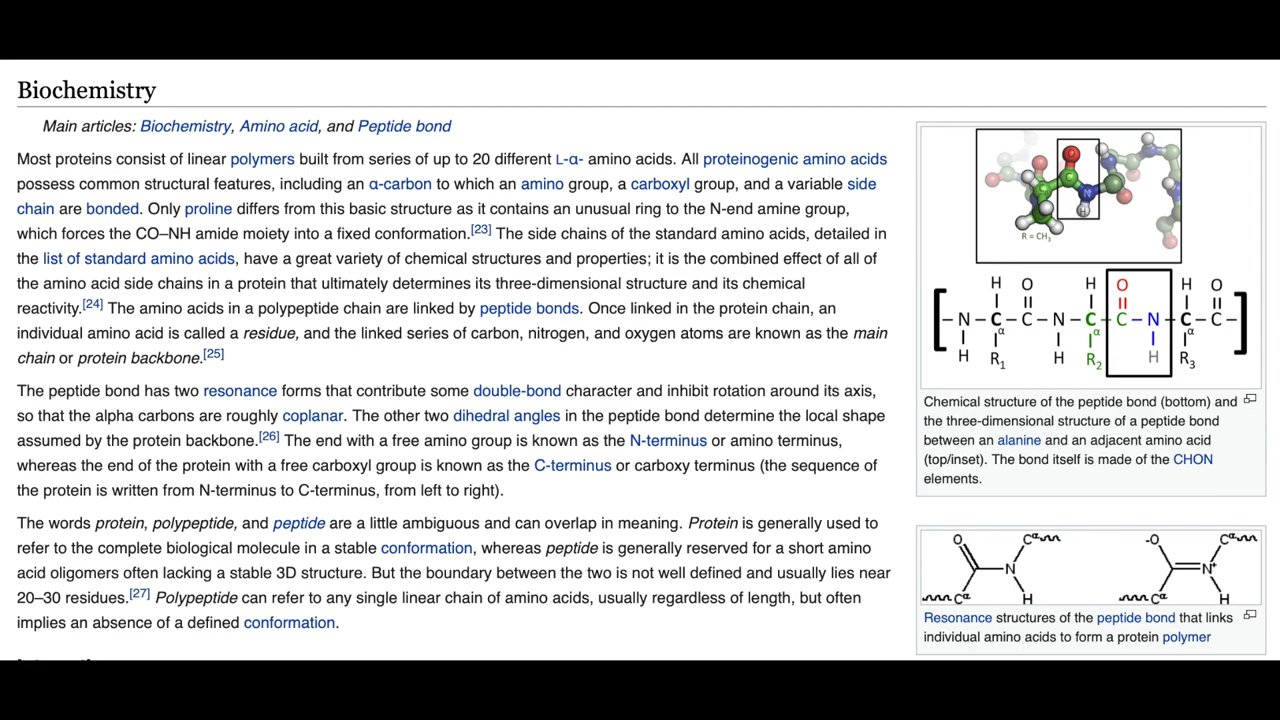 Biochemistry
Main articles: Biochemistry, Amino acid, and Peptide bond
Most proteins consist of linear polymers built from series of up to 20 different L-α- amino acids. All proteinogenic amino acids
possess common structural features, including an α-carbon to which an amino group, a carboxyl group, and a variable side
chain are bonded. Only proline differs from this basic structure as it contains an unusual ring to the N-end amine group,
which forces the CO–NH amide moiety into a fixed conformation.[23] The side chains of the standard amino acids, detailed in
the list of standard amino acids, have a great variety of chemical structures and properties; it is the combined effect of all of
the amino acid side chains in a protein that ultimately determines its three-dimensional structure and its chemical
reactivity.[24] The amino acids in a polypeptide chain are linked by peptide bonds. Once linked in the protein chain, an
individual amino acid is called a residue, and the linked series of carbon, nitrogen, and oxygen atoms are known as the main
chain or protein backbone.[25]
The peptide bond has two resonance forms that contribute some double-bond character and inhibit rotation around its axis,
so that the alpha carbons are roughly coplanar. The other two dihedral angles in the peptide bond determine the local shape
assumed by the protein backbone.[26] The end with a free amino group is known as the N-terminus or amino terminus,
whereas the end of the protein with a free carboxyl group is known as the C-terminus or carboxy terminus (the sequence of
the protein is written from N-terminus to C-terminus, from left to right).
The words protein, polypeptide, and peptide are a little ambiguous and can overlap in meaning. Protein is generally used to
refer to the complete biological molecule in a stable conformation, whereas peptide is generally reserved for a short amino
acid oligomers often lacking a stable 3D structure. But the boundary between the two is not well defined and usually lies near
20–30 residues.[27] Polypeptide can refer to any single linear chain of amino acids, usually regardless of length, but often
implies an absence of a defined conformation.
O
C
N
H
R = CH₃
H O H O H O
N – C – C – N – C – C – N – C – C
α α α
H R₁ H R₂ H R₃
Chemical structure of the peptide bond (bottom) and
the three-dimensional structure of a peptide bond
between an alanine and an adjacent amino acid
(top/inset). The bond itself is made of the CHON
elements.
O Cα -O Cα
N N⁺
Cα H Cα H
Resonance structures of the peptide bond that links
individual amino acids to form a protein polymer